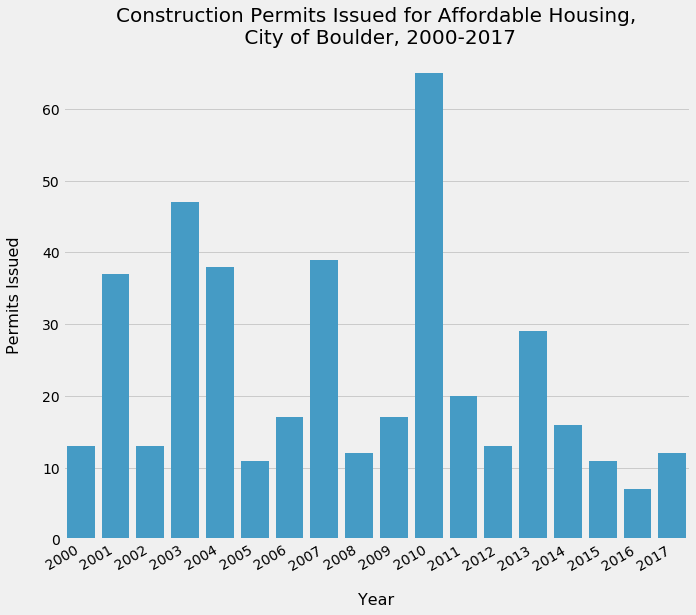 Construction Permits Issued for Affordable Housing,
City of Boulder, 2000-2017
Permits Issued
60
50
40
30
20
10
0
2000 2001 2002 2003 2004 2005 2006 2007 2008 2009 2010 2011 2012 2013 2014 2015 2016 2017
Year